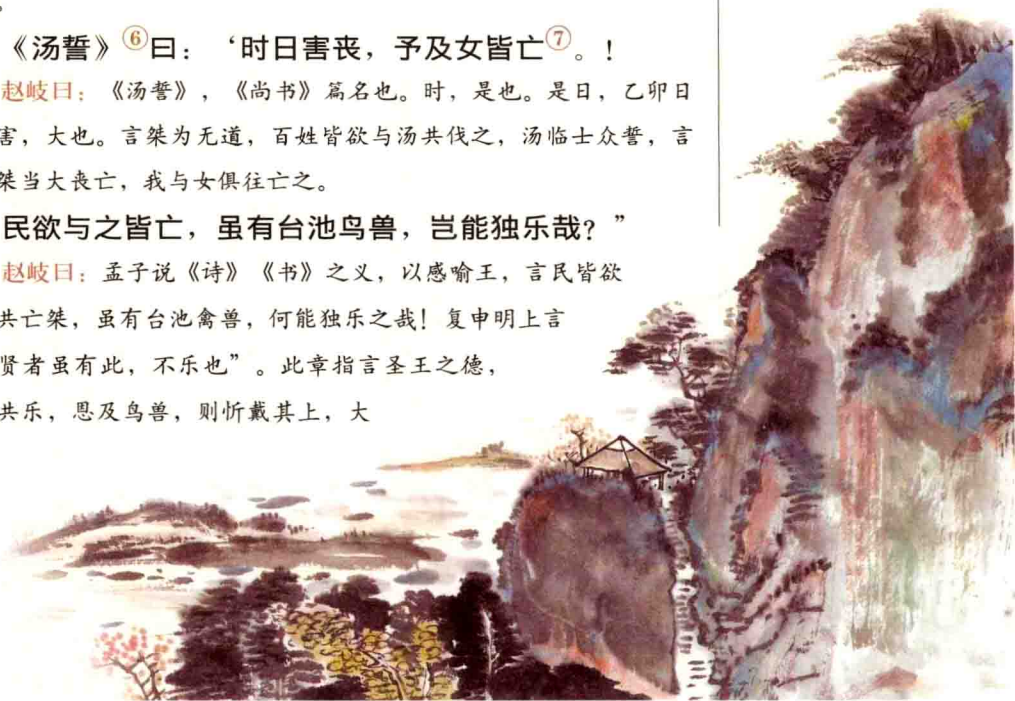 《汤誓》⑥曰：‘时日害丧，予及女皆亡⑦。！
赵岐曰：《汤誓》，《尚书》篇名也。时，是也。是日，乙卯日
害，大也。言桀为无道，百姓皆欲与汤共伐之，汤临士众誓，言
桀当大丧亡，我与女俱往亡之。
民欲与之皆亡，虽有台池鸟兽，岂能独乐哉？”
赵岐曰：孟子说《诗》《书》之义，以感喻王，言民皆欲
共亡桀，虽有台池禽兽，何能独乐之哉！复申明上言
贤者虽有此，不乐也”。此章指言圣王之德，
共乐，恩及鸟兽，则忻戴其上，大